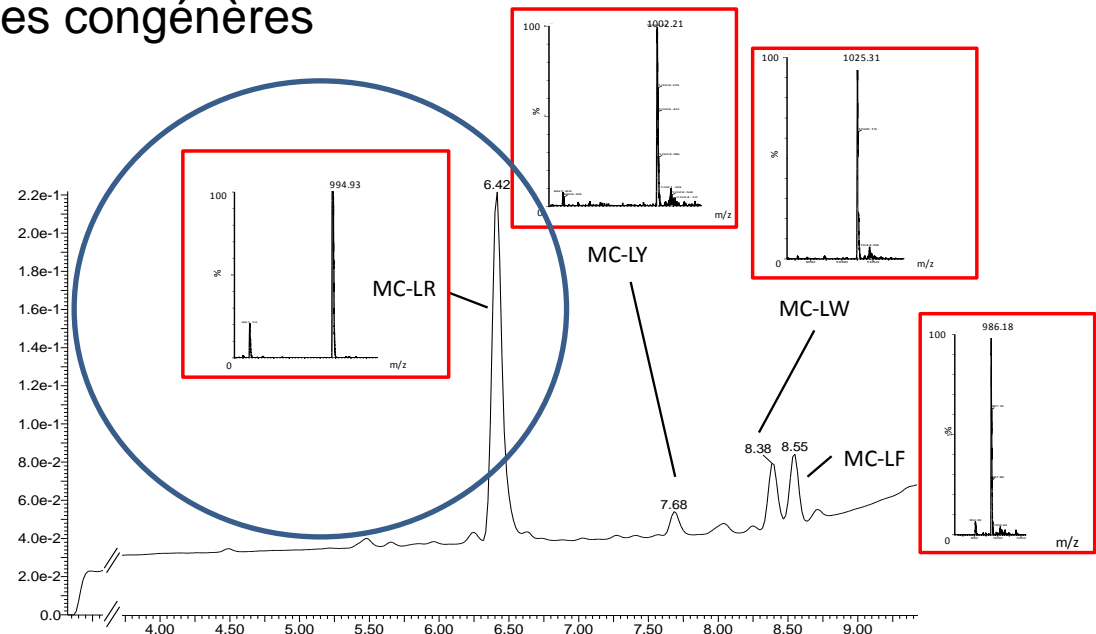 es congénères
100
1002.21
%
0
m/z
100
1025.31
%
0
m/z
100
994.93
%
0
m/z
100
986.18
%
0
m/z
MC-LR
MC-LY
MC-LW
MC-LF
6.42
7.68
8.38
8.55
2.2e-1
2.0e-1
1.8e-1
1.6e-1
1.4e-1
1.2e-1
1.0e-1
8.0e-2
6.0e-2
4.0e-2
2.0e-2
0.0
4.00 4.50 5.00 5.50 6.00 6.50 7.00 7.50 8.00 8.50 9.00